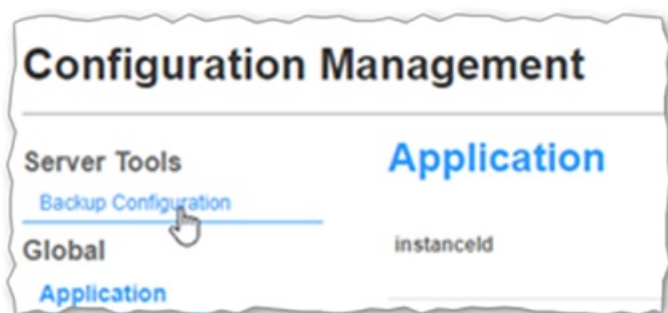 Configuration Management
Server Tools
Backup Configuration
Global
Application
Application
instanceId